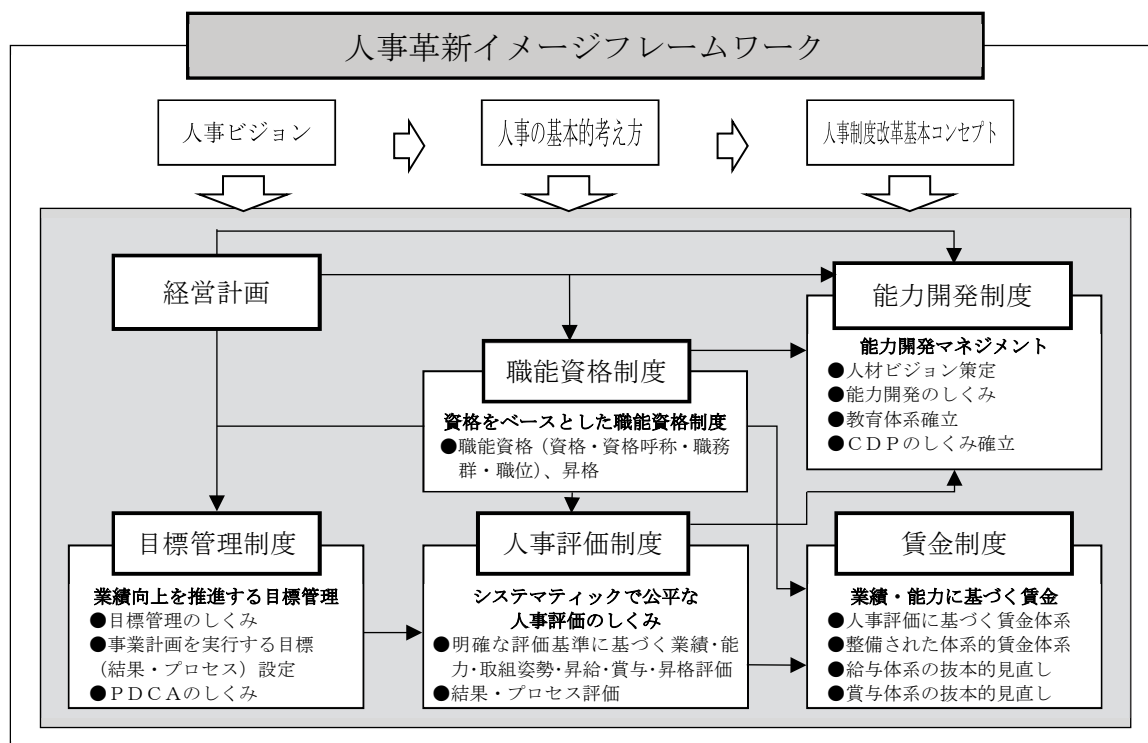 人事革新イメージフレームワーク
人事ビジョン
人事の基本的考え方
人事制度改革基本コンセプト
経営計画
能力開発制度
能力開発マネジメント
●人材ビジョン策定
●能力開発のしくみ
●教育体系確立
●ＣＤＰのしくみ確立
職能資格制度
資格をベースとした職能資格制度
●職能資格（資格・資格呼称・職務
群・職位）、昇格
目標管理制度
業績向上を推進する目標管理
●目標管理のしくみ
●事業計画を実行する目標
（結果・プロセス）設定
●ＰＤＣＡのしくみ
人事評価制度
システマティックで公平な
人事評価のしくみ
●明確な評価基準に基づく業績・能
力・取組姿勢・昇給・賞与・昇格評価
●結果・プロセス評価
賃金制度
業績・能力に基づく賃金
●人事評価に基づく賃金体系
●整備された体系的賃金体系
●給与体系の抜本的見直し
●賞与体系の抜本的見直し